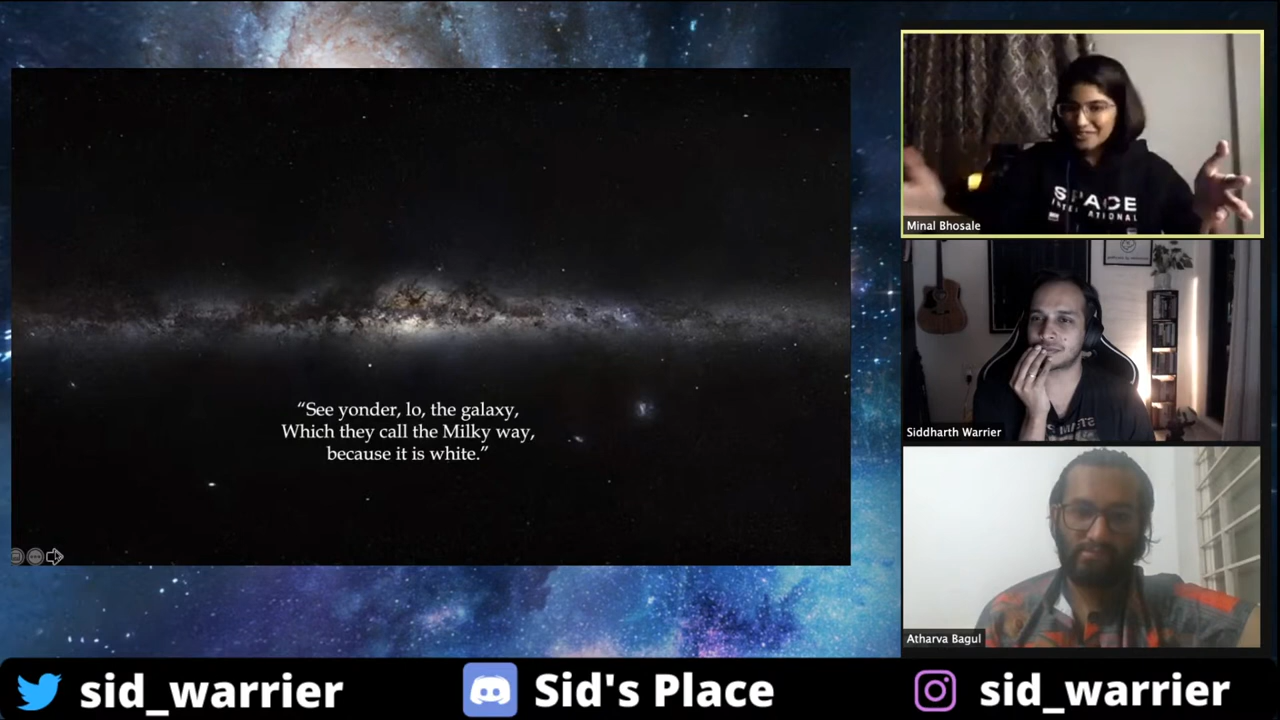 “See yonder, lo, the galaxy,
Which they call the Milky way,
because it is white.”
SPACE
Minal Bhosale
Siddharth Warrier
Atharva Bagul
sid_warrier
Sid's Place
sid_warrier